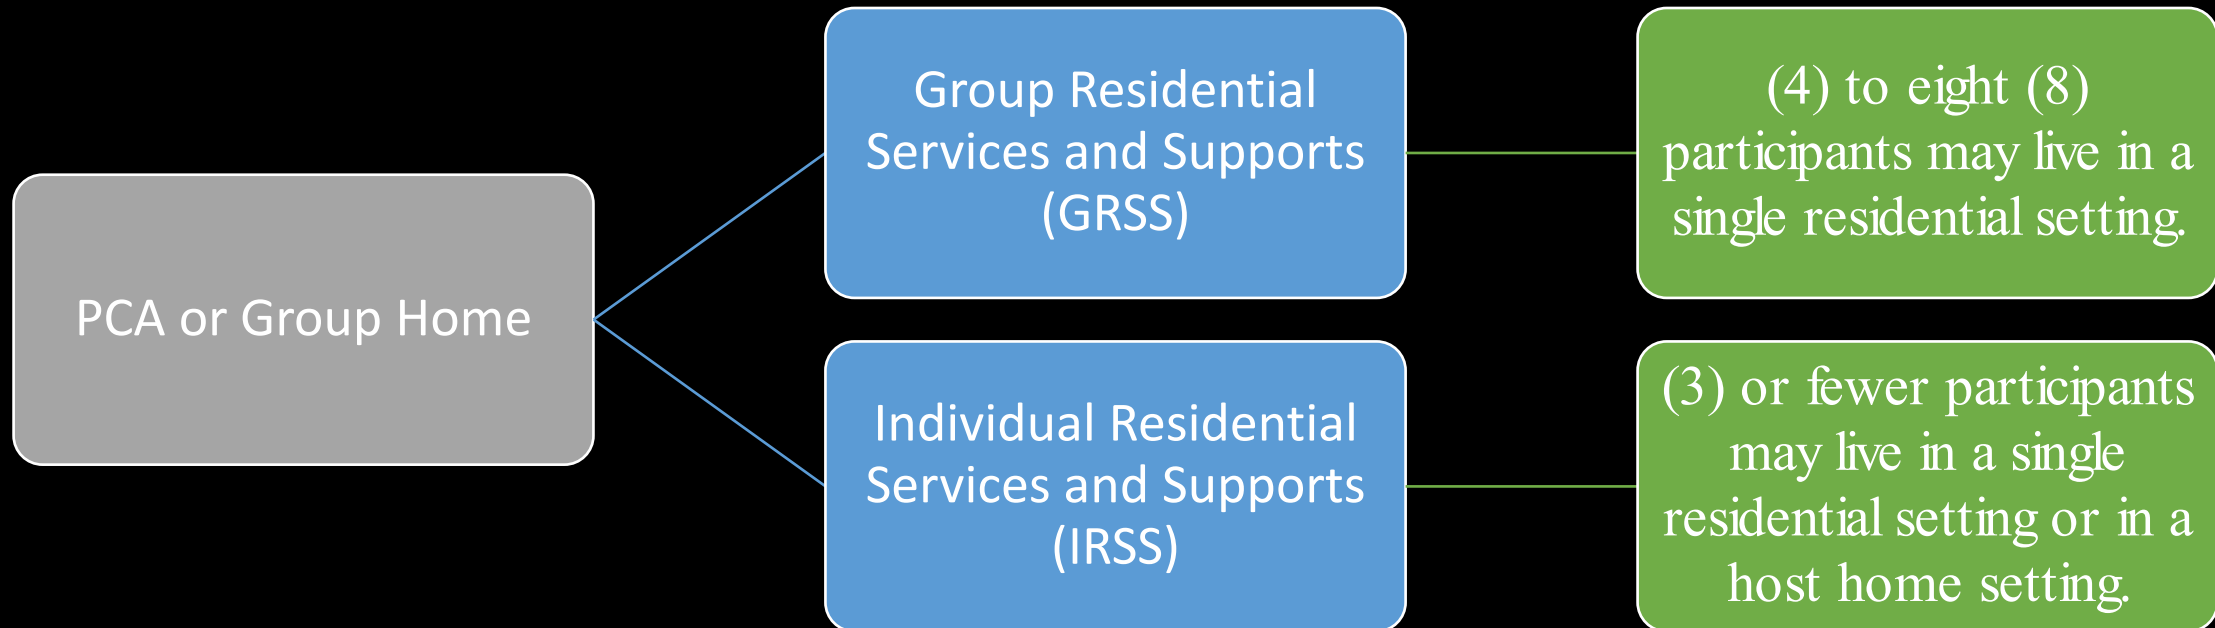 PCA or Group Home
Group Residential
Services and Supports
(GRSS)
(4) to eight (8)
participants may live in a
single residential setting.
Individual Residential
Services and Supports
(IRSS)
(3) or fewer participants
may live in a single
residential setting or in a
host home setting.